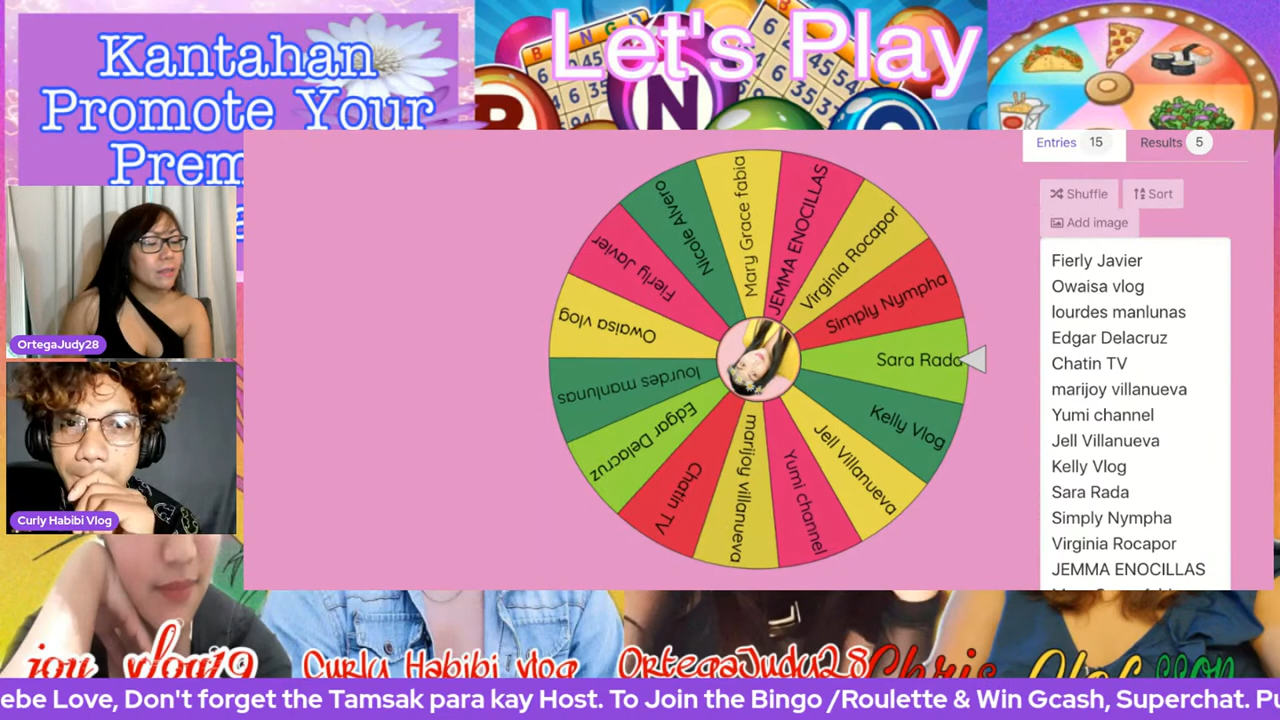 Kantahan
Promote Your
Prem
Let's Play
B I N G
N
Entries 15
Results 5
Shuffle
Sort
Add image
Fierly Javier
Owaisa vlog
lourdes manlunas
Edgar Delacruz
Chatin TV
marijoy villanueva
Yumi channel
Jell Villanueva
Kelly Vlog
Sara Rada
Simply Nympha
Virginia Rocapor
JEMMA ENOCILLAS
Mary Grace fabia
JEMMA ENOCILLAS
Virginia Rocapor
Simply Nympha
Sara Rada
Kelly Vlog
Jell Villanueva
Yumi channel
marijoy villanueva
Chatin TV
Edgar Delacruz
lourdes manlunas
Owaisa vlog
Fierly Javier
Nicole Alvero
OrtegaJudy28
Curly Habibi Vlog
joy vlog19
Curly Habibi vlog
OrtegaJudy28
Chris
ebe Love, Don't forget the Tamsak para kay Host. To Join the Bingo /Roulette & Win Gcash, Superchat. Pu